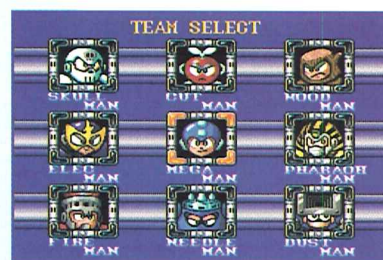 TEAM SELECT
SKULL MAN
CUT MAN
WOOD MAN
ELEC MAN
MEGA MAN
PHARAOH MAN
FIRE MAN
NEEDLE MAN
DUST MAN